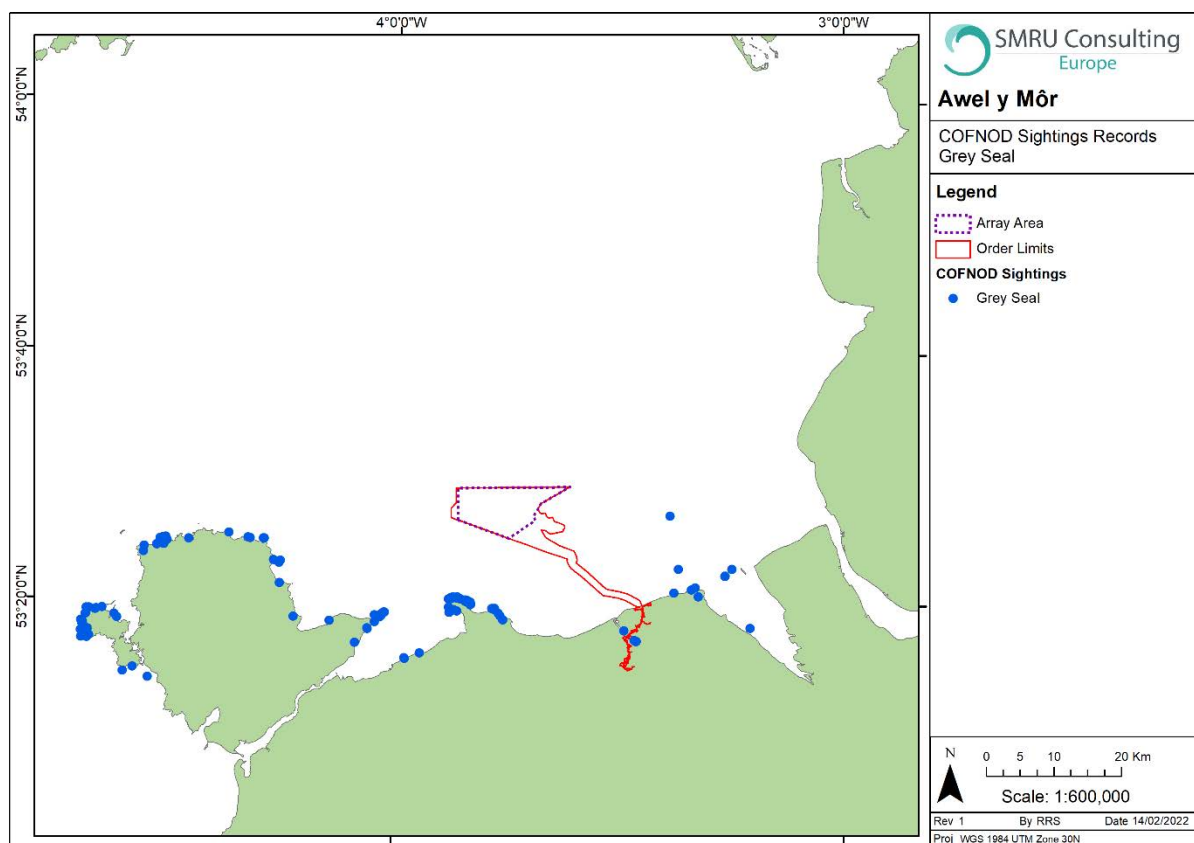 4°0'0"W
3°0'0"W
54°0'0"N
53°40'0"N
53°20'0"N
SMRU Consulting
Europe
Awel y Môr
COFNOD Sightings Records
Grey Seal
Legend
Array Area
Order Limits
COFNOD Sightings
Grey Seal
N
0 5 10 20 Km
Scale: 1:600,000
Rev 1 By RRS Date 14/02/2022
Proj WGS 1984 UTM Zone 30N